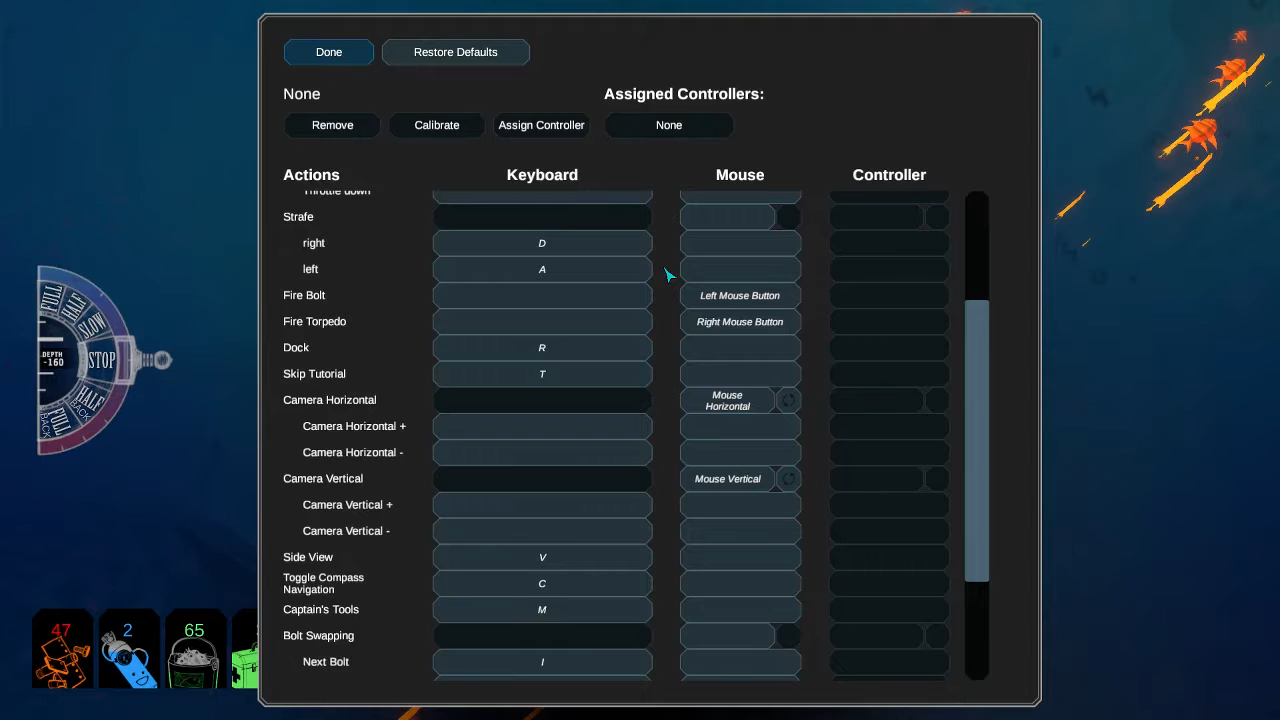 Done
Restore Defaults
None
Assigned Controllers:
Remove
Calibrate
Assign Controller
None
Actions
Keyboard
Mouse
Controller
Throttle down
Strafe
right
D
left
A
Fire Bolt
Left Mouse Button
Fire Torpedo
Right Mouse Button
Dock
R
Skip Tutorial
T
Camera Horizontal
Mouse
Horizontal
Camera Horizontal +
Camera Horizontal -
Camera Vertical
Mouse Vertical
Camera Vertical +
Camera Vertical -
Side View
V
Toggle Compass
Navigation
C
Captain's Tools
M
Bolt Swapping
Next Bolt
I
FULL
HALF
SLOW
STOP
DEPTH
-160
HALF
BACK
FULL
BACK
47
2
65